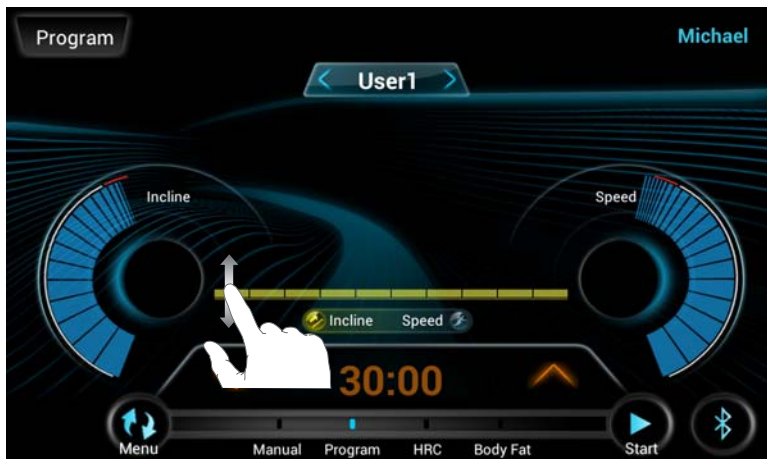 Program
Michael
User1
Incline
Speed
Incline Speed
30:00
Menu
Manual Program HRC Body Fat
Start